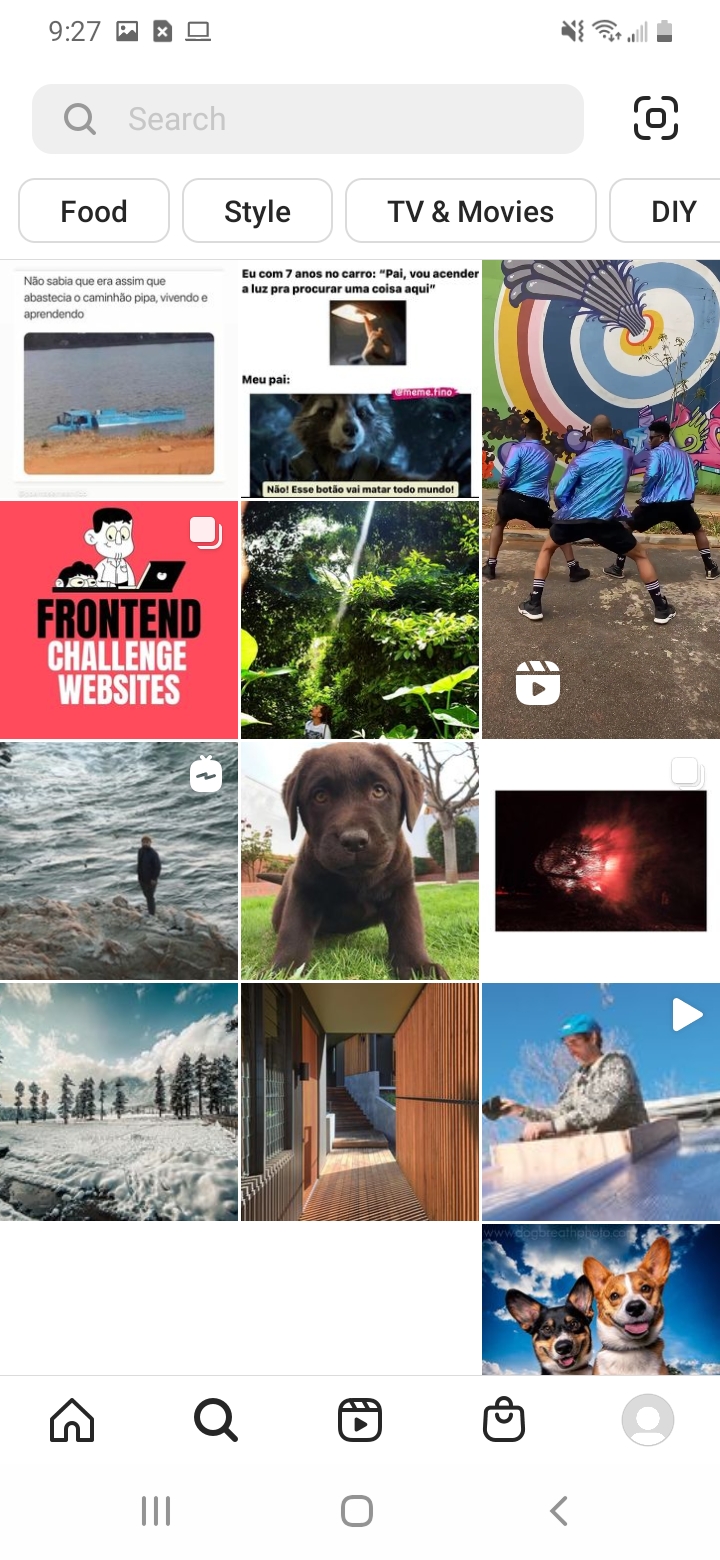 9:27
Search
Food
Style
TV & Movies
DIY
Não sabia que era assim que
abastecia o caminhão pipa, vivendo e
aprendendo
Eu com 7 anos no carro: “Pai, vou acender
a luz pra procurar uma coisa aqui”
Meu pai:
@meme.fino
Não! Esse botão vai matar todo mundo!
FRONTEND
CHALLENGE
WEBSITES
www.dogbreathphoto.co